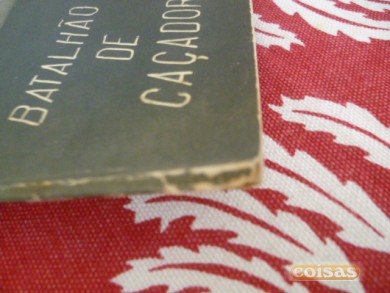 BATALHÃO
DE
CAÇADOR
coisas